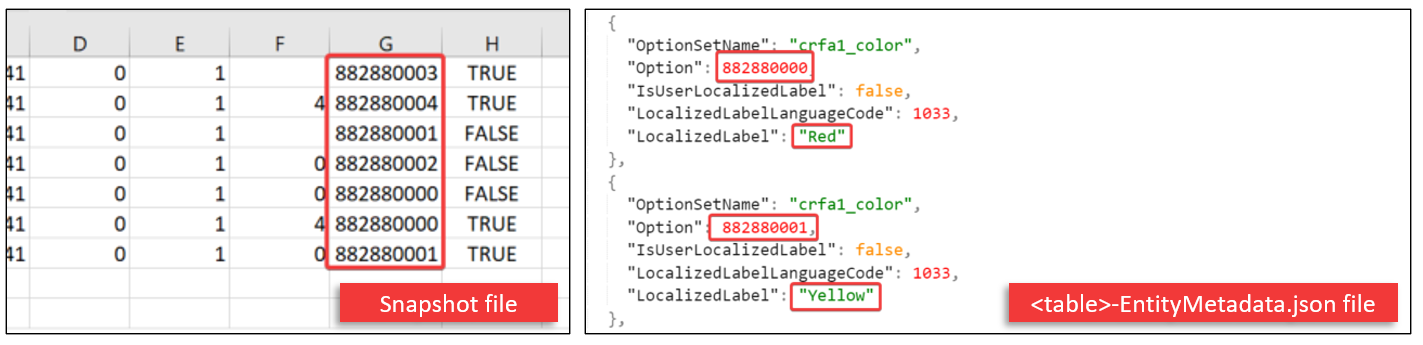 D E F G H
41 0 1 882880003 TRUE
41 0 1 4 882880004 TRUE
41 0 1 882880001 FALSE
41 0 1 0 882880002 FALSE
41 0 1 0 882880000 FALSE
41 0 1 4 882880000 TRUE
41 0 1 0 882880001 TRUE
Snapshot file
{
"OptionSetName": "crfa1_color",
"Option": 882880000,
"IsUserLocalizedLabel": false,
"LocalizedLabelLanguageCode": 1033,
"LocalizedLabel": "Red"
},
{
"OptionSetName": "crfa1_color",
"Option": 882880001,
"IsUserLocalizedLabel": false,
"LocalizedLabelLanguageCode": 1033,
"LocalizedLabel": "Yellow"
},
<table>-EntityMetadata.json file